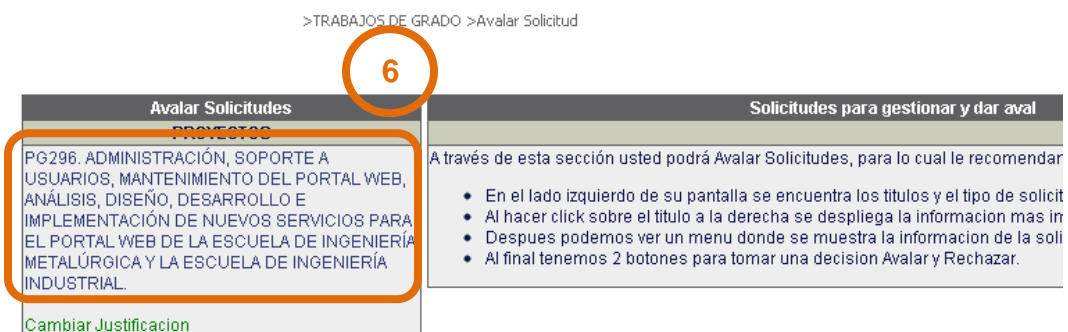 >TRABAJOS DE GRADO >Avalar Solicitud
6
Avalar Solicitudes
PROYECTOS
PG296. ADMINISTRACIÓN, SOPORTE A
USUARIOS, MANTENIMIENTO DEL PORTAL WEB,
ANÁLISIS, DISEÑO, DESARROLLO E
IMPLEMENTACIÓN DE NUEVOS SERVICIOS PARA
EL PORTAL WEB DE LA ESCUELA DE INGENIERÍA
METALÚRGICA Y LA ESCUELA DE INGENIERÍA
INDUSTRIAL.
Cambiar Justificacion
Solicitudes para gestionar y dar aval
A través de esta sección usted podrá Avalar Solicitudes, para lo cual le recomendan
En el lado izquierdo de su pantalla se encuentra los titulos y el tipo de solicit
Al hacer click sobre el titulo a la derecha se despliega la informacion mas im
Despues podemos ver un menu donde se muestra la informacion de la soli
Al final tenemos 2 botones para tomar una decision Avalar y Rechazar.